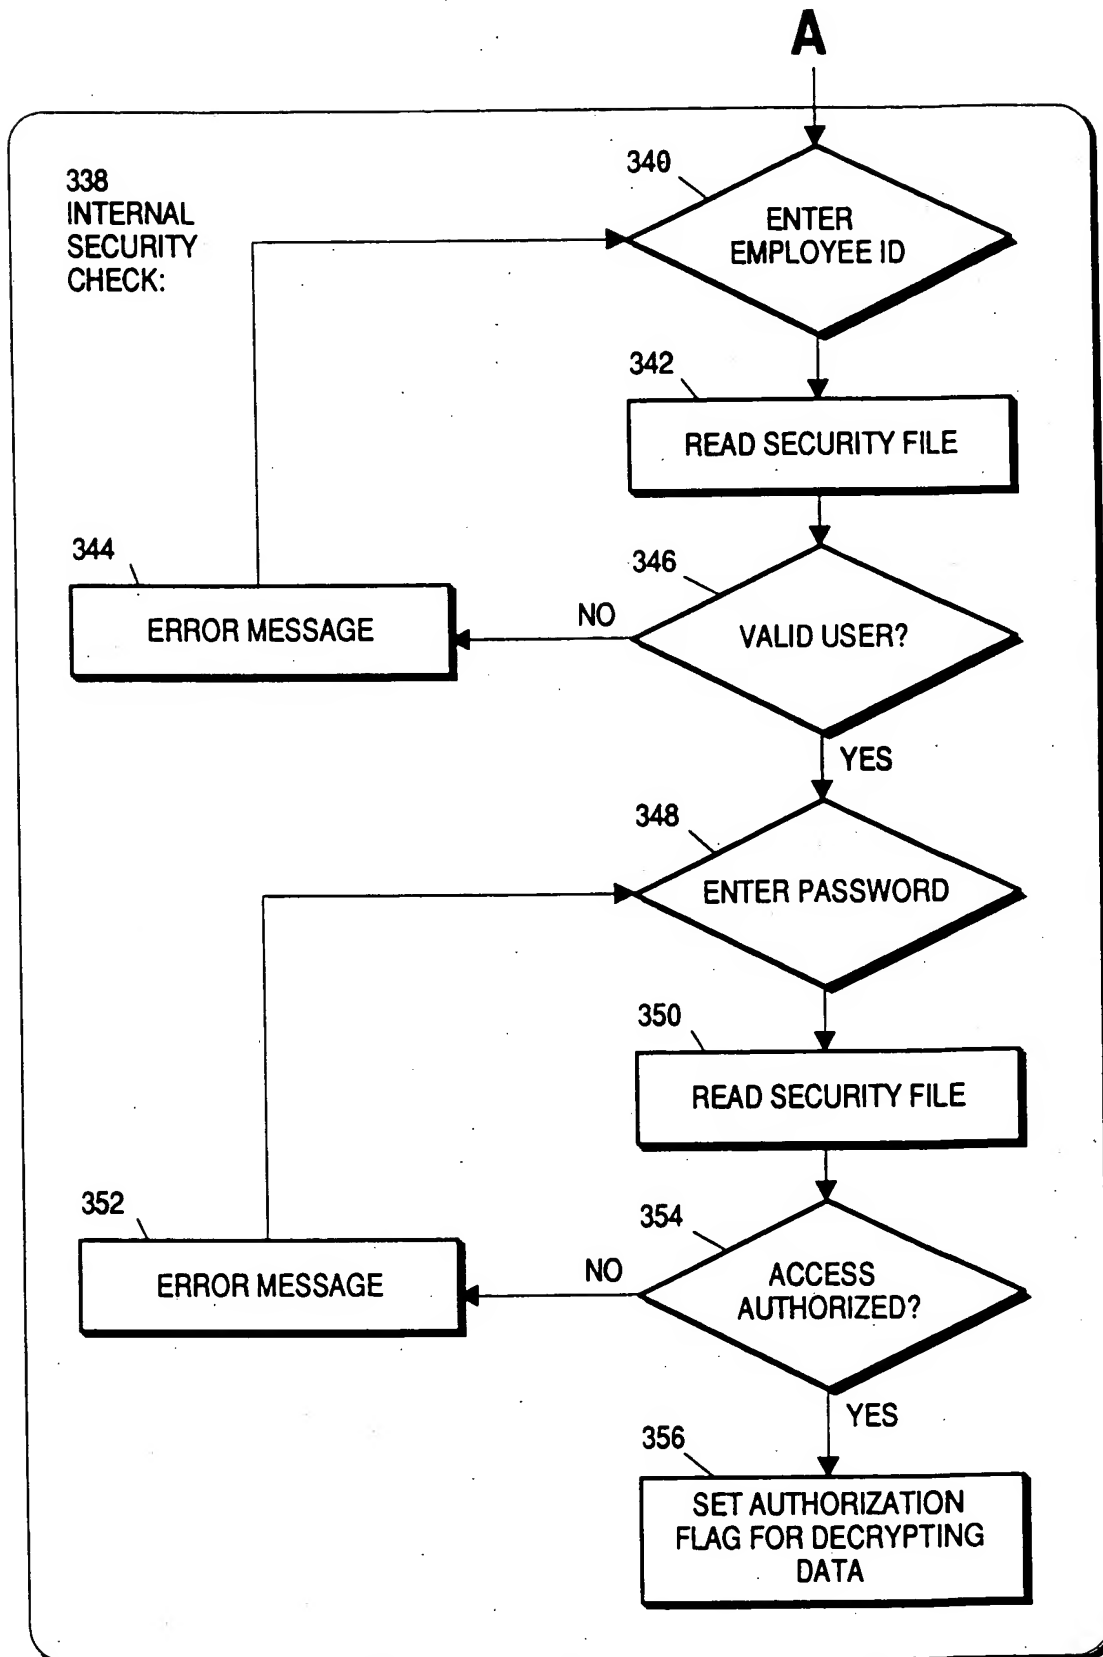 A
338
INTERNAL
SECURITY
CHECK:
340
ENTER
EMPLOYEE ID
342
READ SECURITY FILE
344
ERROR MESSAGE
346
NO
VALID USER?
YES
348
ENTER PASSWORD
350
READ SECURITY FILE
352
ERROR MESSAGE
354
NO
ACCESS
AUTHORIZED?
YES
356
SET AUTHORIZATION
FLAG FOR DECRYPTING
DATA